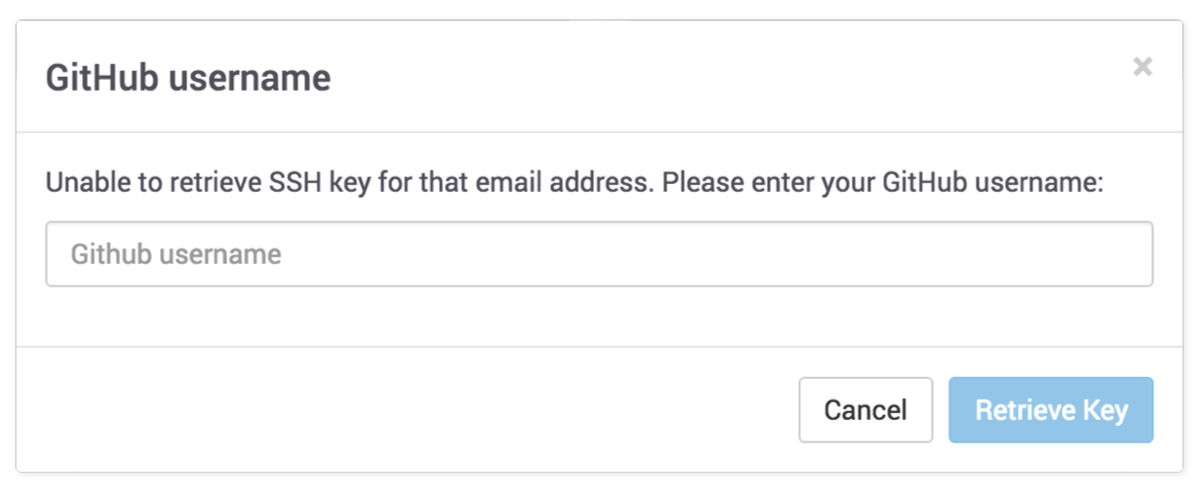 GitHub username
×
Unable to retrieve SSH key for that email address. Please enter your GitHub username:
Github username
Cancel Retrieve Key